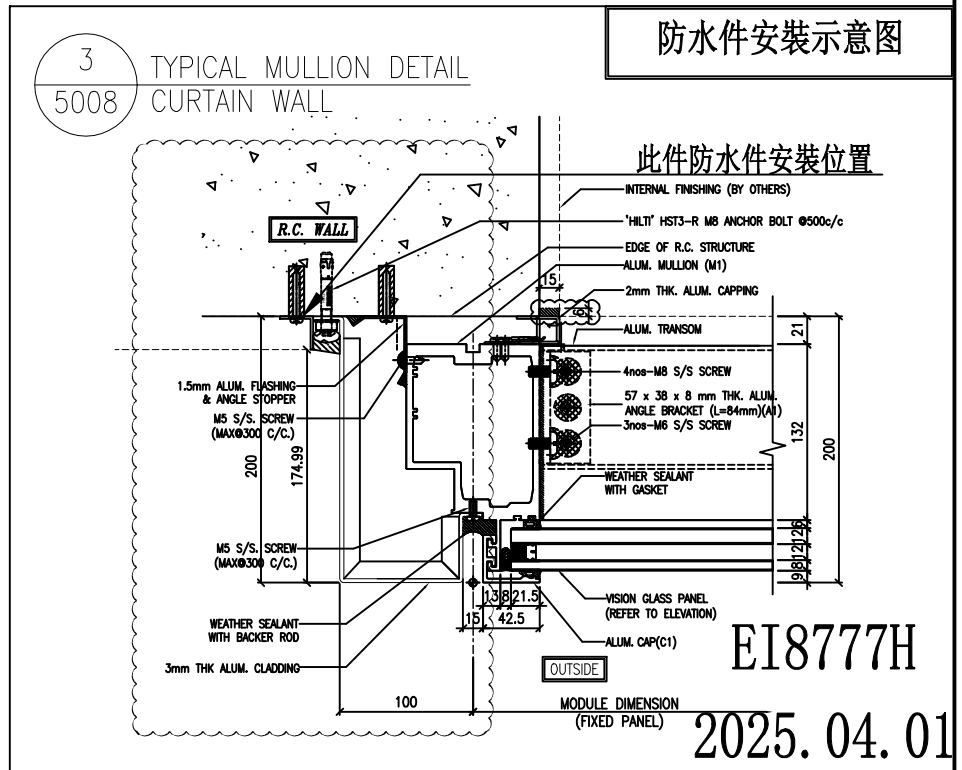 防水件安装示意图
3
5008
TYPICAL MULLION DETAIL
CURTAIN WALL
此件防水件安装位置
INTERNAL FINISHING (BY OTHERS)
'HILTI' HST3-R M8 ANCHOR BOLT @500c/c
R.C. WALL
EDGE OF R.C. STRUCTURE
ALUM. MULLION (M1)
15
2mm THK. ALUM. CAPPING
ALUM. TRANSOM
21
4nos-M8 S/S SCREW
1.5mm ALUM. FLASHING
& ANGLE STOPPER
57 x 38 x 8 mm THK. ALUM.
ANGLE BRACKET (L=84mm)(A1)
3nos-M6 S/S SCREW
M5 S/S. SCREW
(MAX@300 C/C.)
132
200
200
174.99
WEATHER SEALANT
WITH GASKET
M5 S/S. SCREW
(MAX@300 C/C.)
9 8 12 12 6
13 8 21.5
15 42.5
VISION GLASS PANEL
(REFER TO ELEVATION)
WEATHER SEALANT
WITH BACKER ROD
ALUM. CAP(C1)
3mm THK ALUM. CLADDING
OUTSIDE
EI8777H
100
MODULE DIMENSION
(FIXED PANEL)
2025.04.01